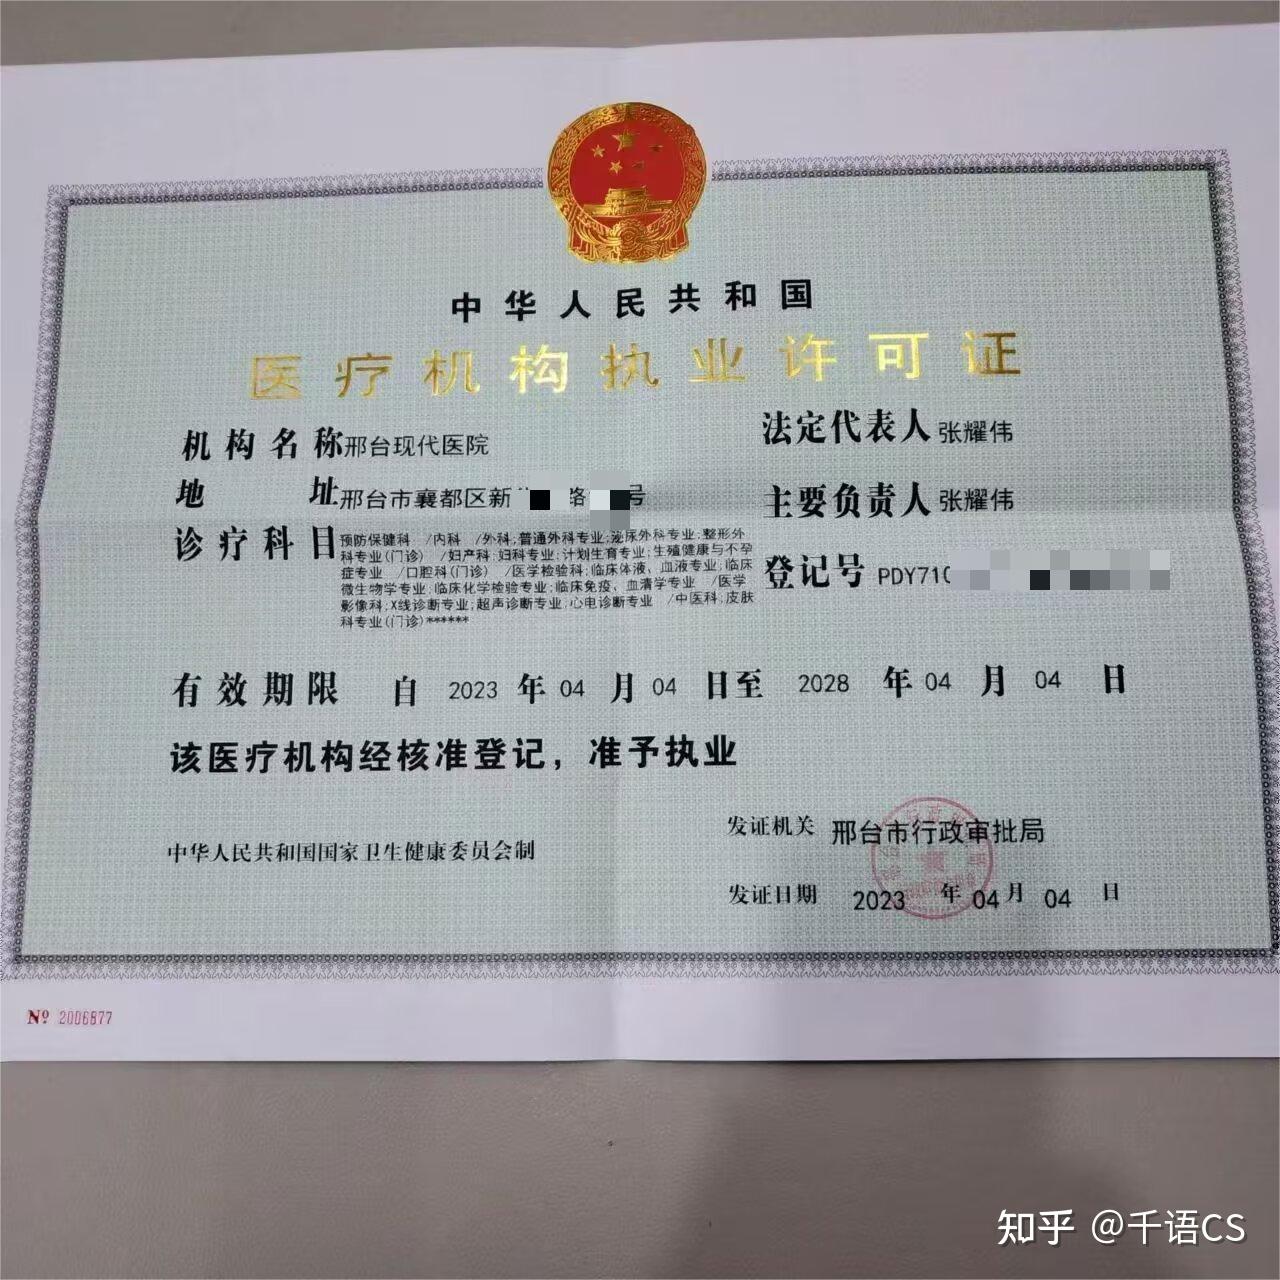 中华人民共和国
医疗机构执业许可证
机构名称邢台现代医院
法定代表人张耀伟
地址邢台市襄都区新 路 号
主要负责人张耀伟
诊疗科目预防保健科 /内科 /外科;普通外科专业;泌尿外科专业;整形外
科专业(门诊) /妇产科;妇科专业;计划生育专业;生殖健康与不孕
症专业 /口腔科(门诊) /医学检验科;临床体液、血液专业;临床
微生物学专业;临床化学检验专业;临床免疫、血清学专业 /医学
影像科;X线诊断专业;超声诊断专业;心电诊断专业 /中医科;皮肤
科专业(门诊)******
登记号 PDY710
有效期限 自 2023 年 04 月 04 日至 2028 年 04 月 04 日
该医疗机构经核准登记，准予执业
发证机关 邢台市行政审批局
中华人民共和国国家卫生健康委员会制
发证日期 2023 年 04 月 04 日
№ 2006877
知乎 @千语CS